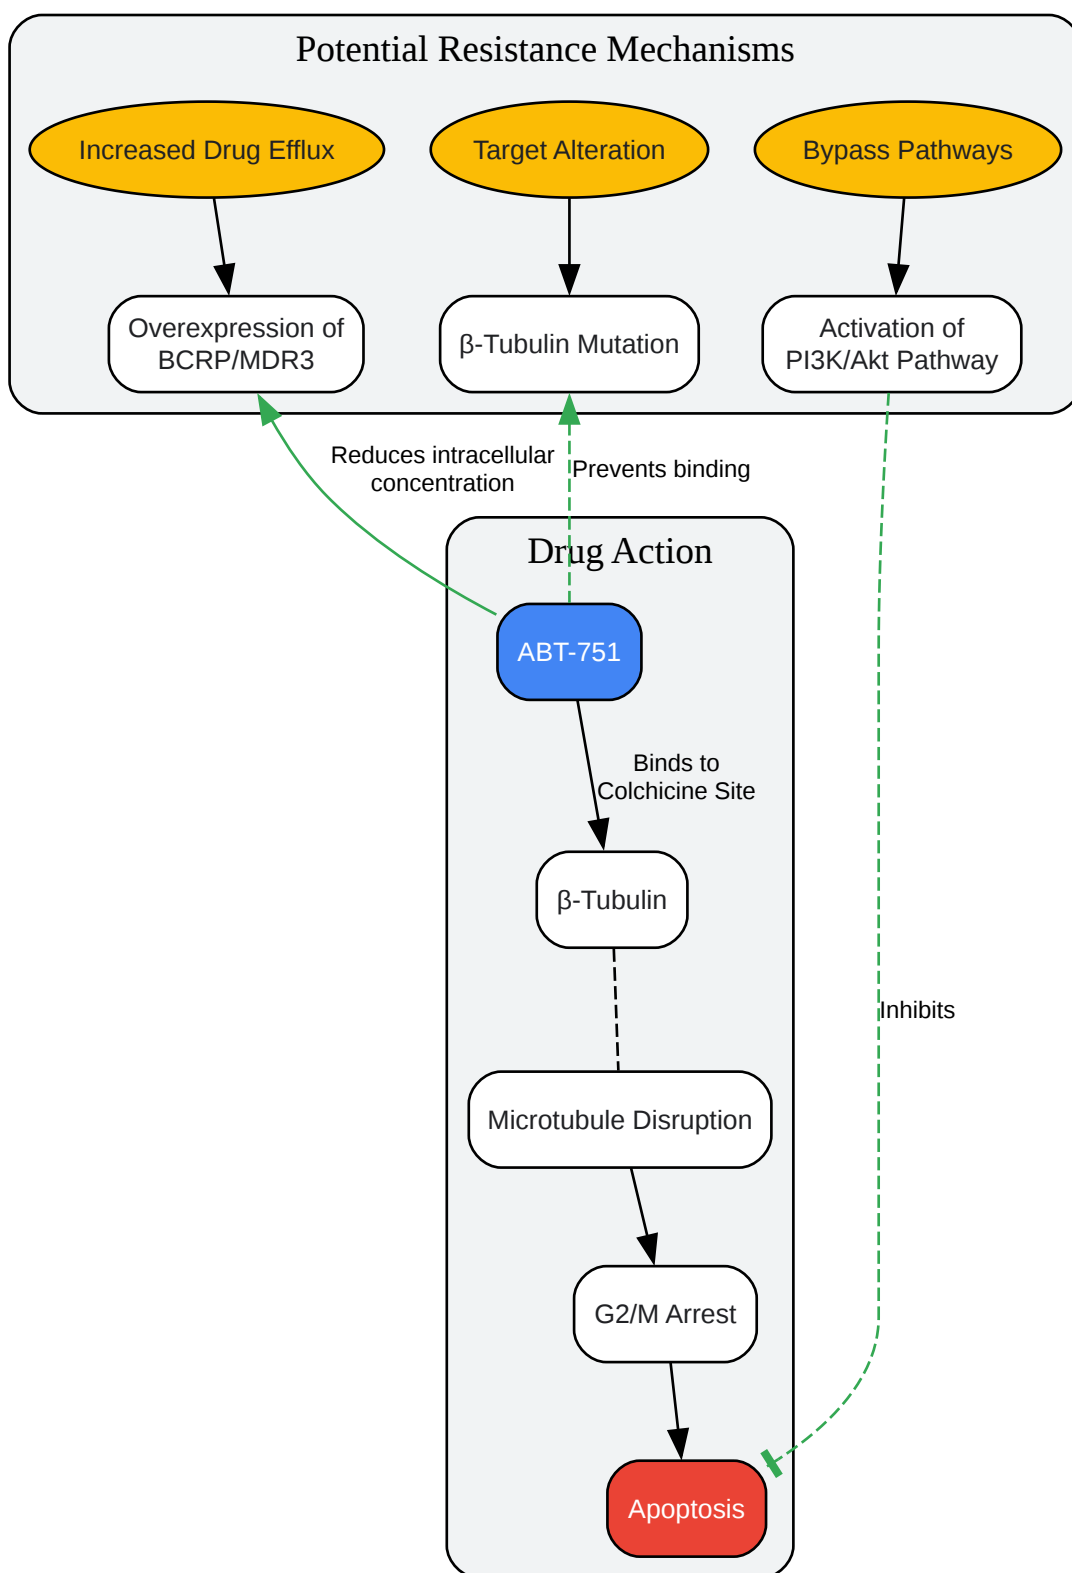 Potential Resistance Mechanisms
Increased Drug Efflux
Target Alteration
Bypass Pathways
Overexpression of
BCRP/MDR3
β-Tubulin Mutation
Activation of
PI3K/Akt Pathway
Reduces intracellular
concentration
Prevents binding
Drug Action
ABT-751
Binds to
Colchicine Site
β-Tubulin
Inhibits
Microtubule Disruption
G2/M Arrest
Apoptosis